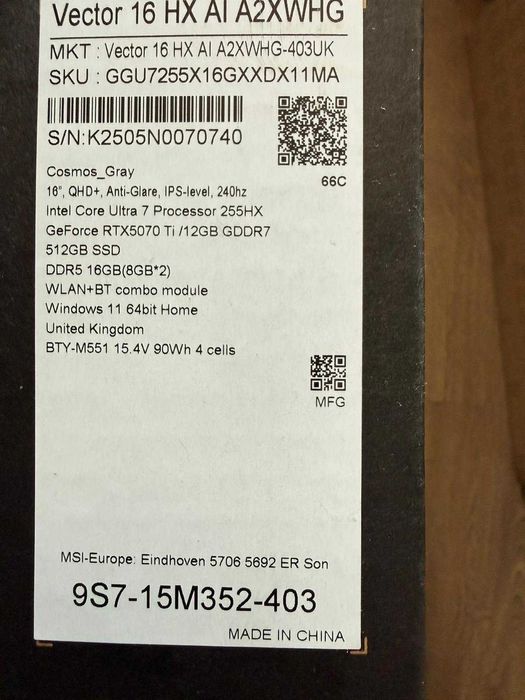 Vector 16 HX AI A2XWHG
MKT : Vector 16 HX AI A2XWHG-403UK
SKU : GGU7255X16GXXDX11MA
S/N:K2505N0070740
66C
Cosmos_Gray
16", QHD+, Anti-Glare, IPS-level, 240hz
Intel Core Ultra 7 Processor 255HX
GeForce RTX5070 Ti /12GB GDDR7
512GB SSD
DDR5 16GB(8GB*2)
WLAN+BT combo module
Windows 11 64bit Home
United Kingdom
BTY-M551 15.4V 90Wh 4 cells
MFG
MSI-Europe: Eindhoven 5706 5692 ER Son
9S7-15M352-403
MADE IN CHINA